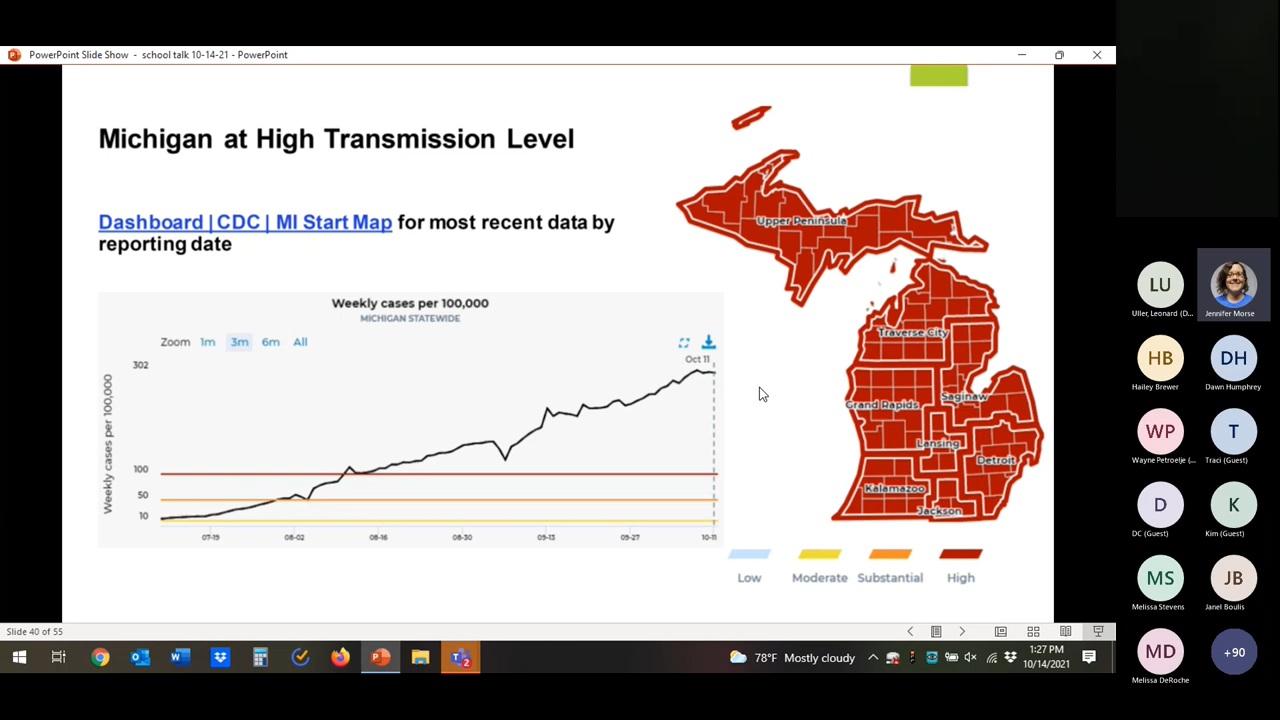 PowerPoint Slide Show - school talk 10-14-21 - PowerPoint
Michigan at High Transmission Level
Dashboard | CDC | MI Start Map for most recent data by
reporting date
Weekly cases per 100,000
MICHIGAN STATEWIDE
Zoom 1m 3m 6m All
Oct 11
302
100
50
10
Weekly cases per 100,000
07-19 08-02 08-16 08-30 09-13 09-27 10-11
Upper Peninsula
Traverse City
Grand Rapids
Saginaw
Lansing
Detroit
Kalamazoo
Jackson
Low Moderate Substantial High
Slide 40 of 55
2
78°F Mostly cloudy
1:27 PM
10/14/2021
LU
Uller, Leonard (D...
Jennifer Morse
HB
Hailey Brewer
DH
Dawn Humphrey
WP
Wayne Petroelje (...
T
Traci (Guest)
D
DC (Guest)
K
Kim (Guest)
MS
Melissa Stevens
JB
Janel Boulis
MD
Melissa DeRoche
+90